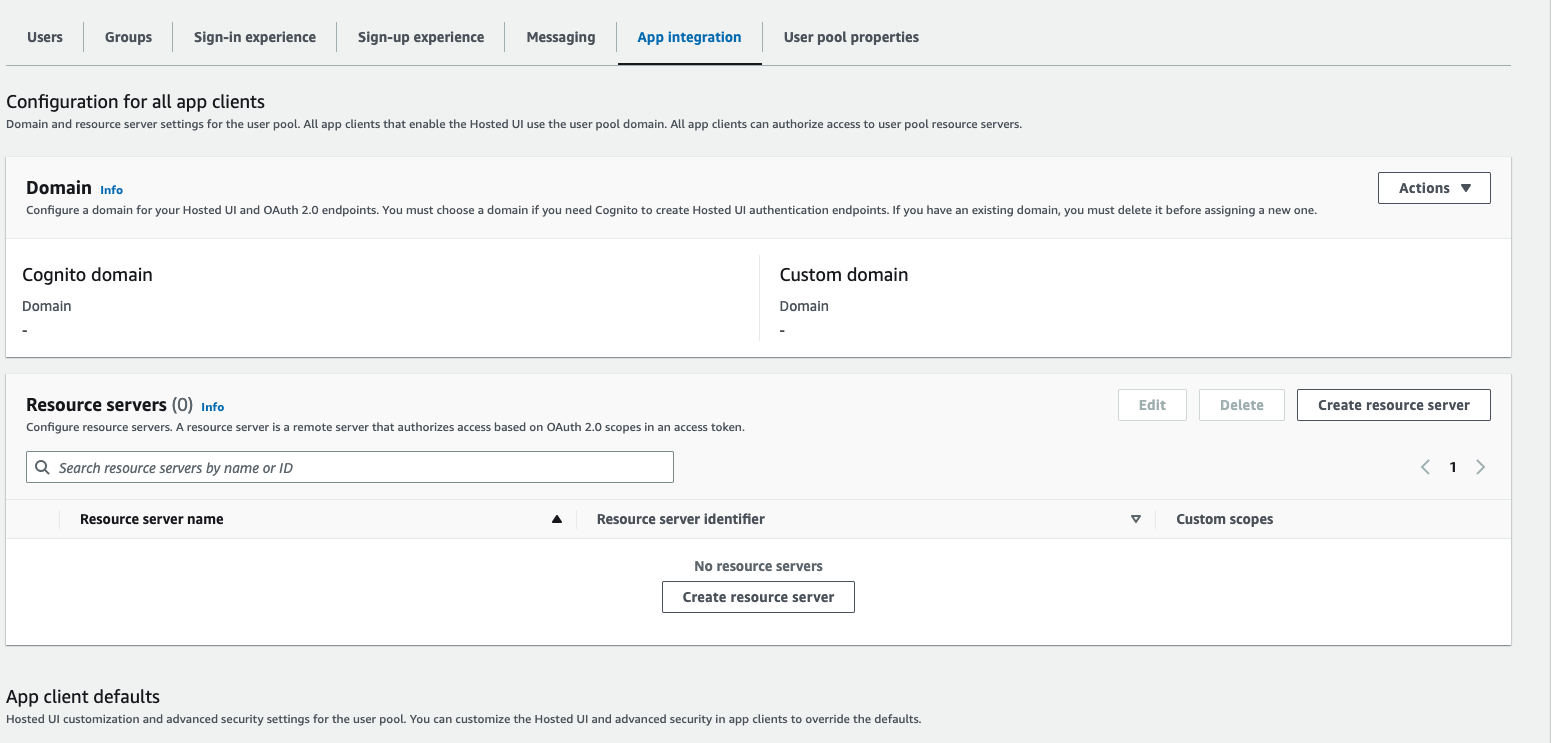 Users Groups Sign-in experience Sign-up experience Messaging App integration User pool properties
Configuration for all app clients
Domain and resource server settings for the user pool. All app clients that enable the Hosted UI use the user pool domain. All app clients can authorize access to user pool resource servers.
Domain Info
Actions
Configure a domain for your Hosted UI and OAuth 2.0 endpoints. You must choose a domain if you need Cognito to create Hosted UI authentication endpoints. If you have an existing domain, you must delete it before assigning a new one.
Cognito domain
Domain
-
Custom domain
Domain
-
Resource servers (0) Info
Edit Delete Create resource server
Configure resource servers. A resource server is a remote server that authorizes access based on OAuth 2.0 scopes in an access token.
Search resource servers by name or ID
1
Resource server name Resource server identifier Custom scopes
No resource servers
Create resource server
App client defaults
Hosted UI customization and advanced security settings for the user pool. You can customize the Hosted UI and advanced security in app clients to override the defaults.